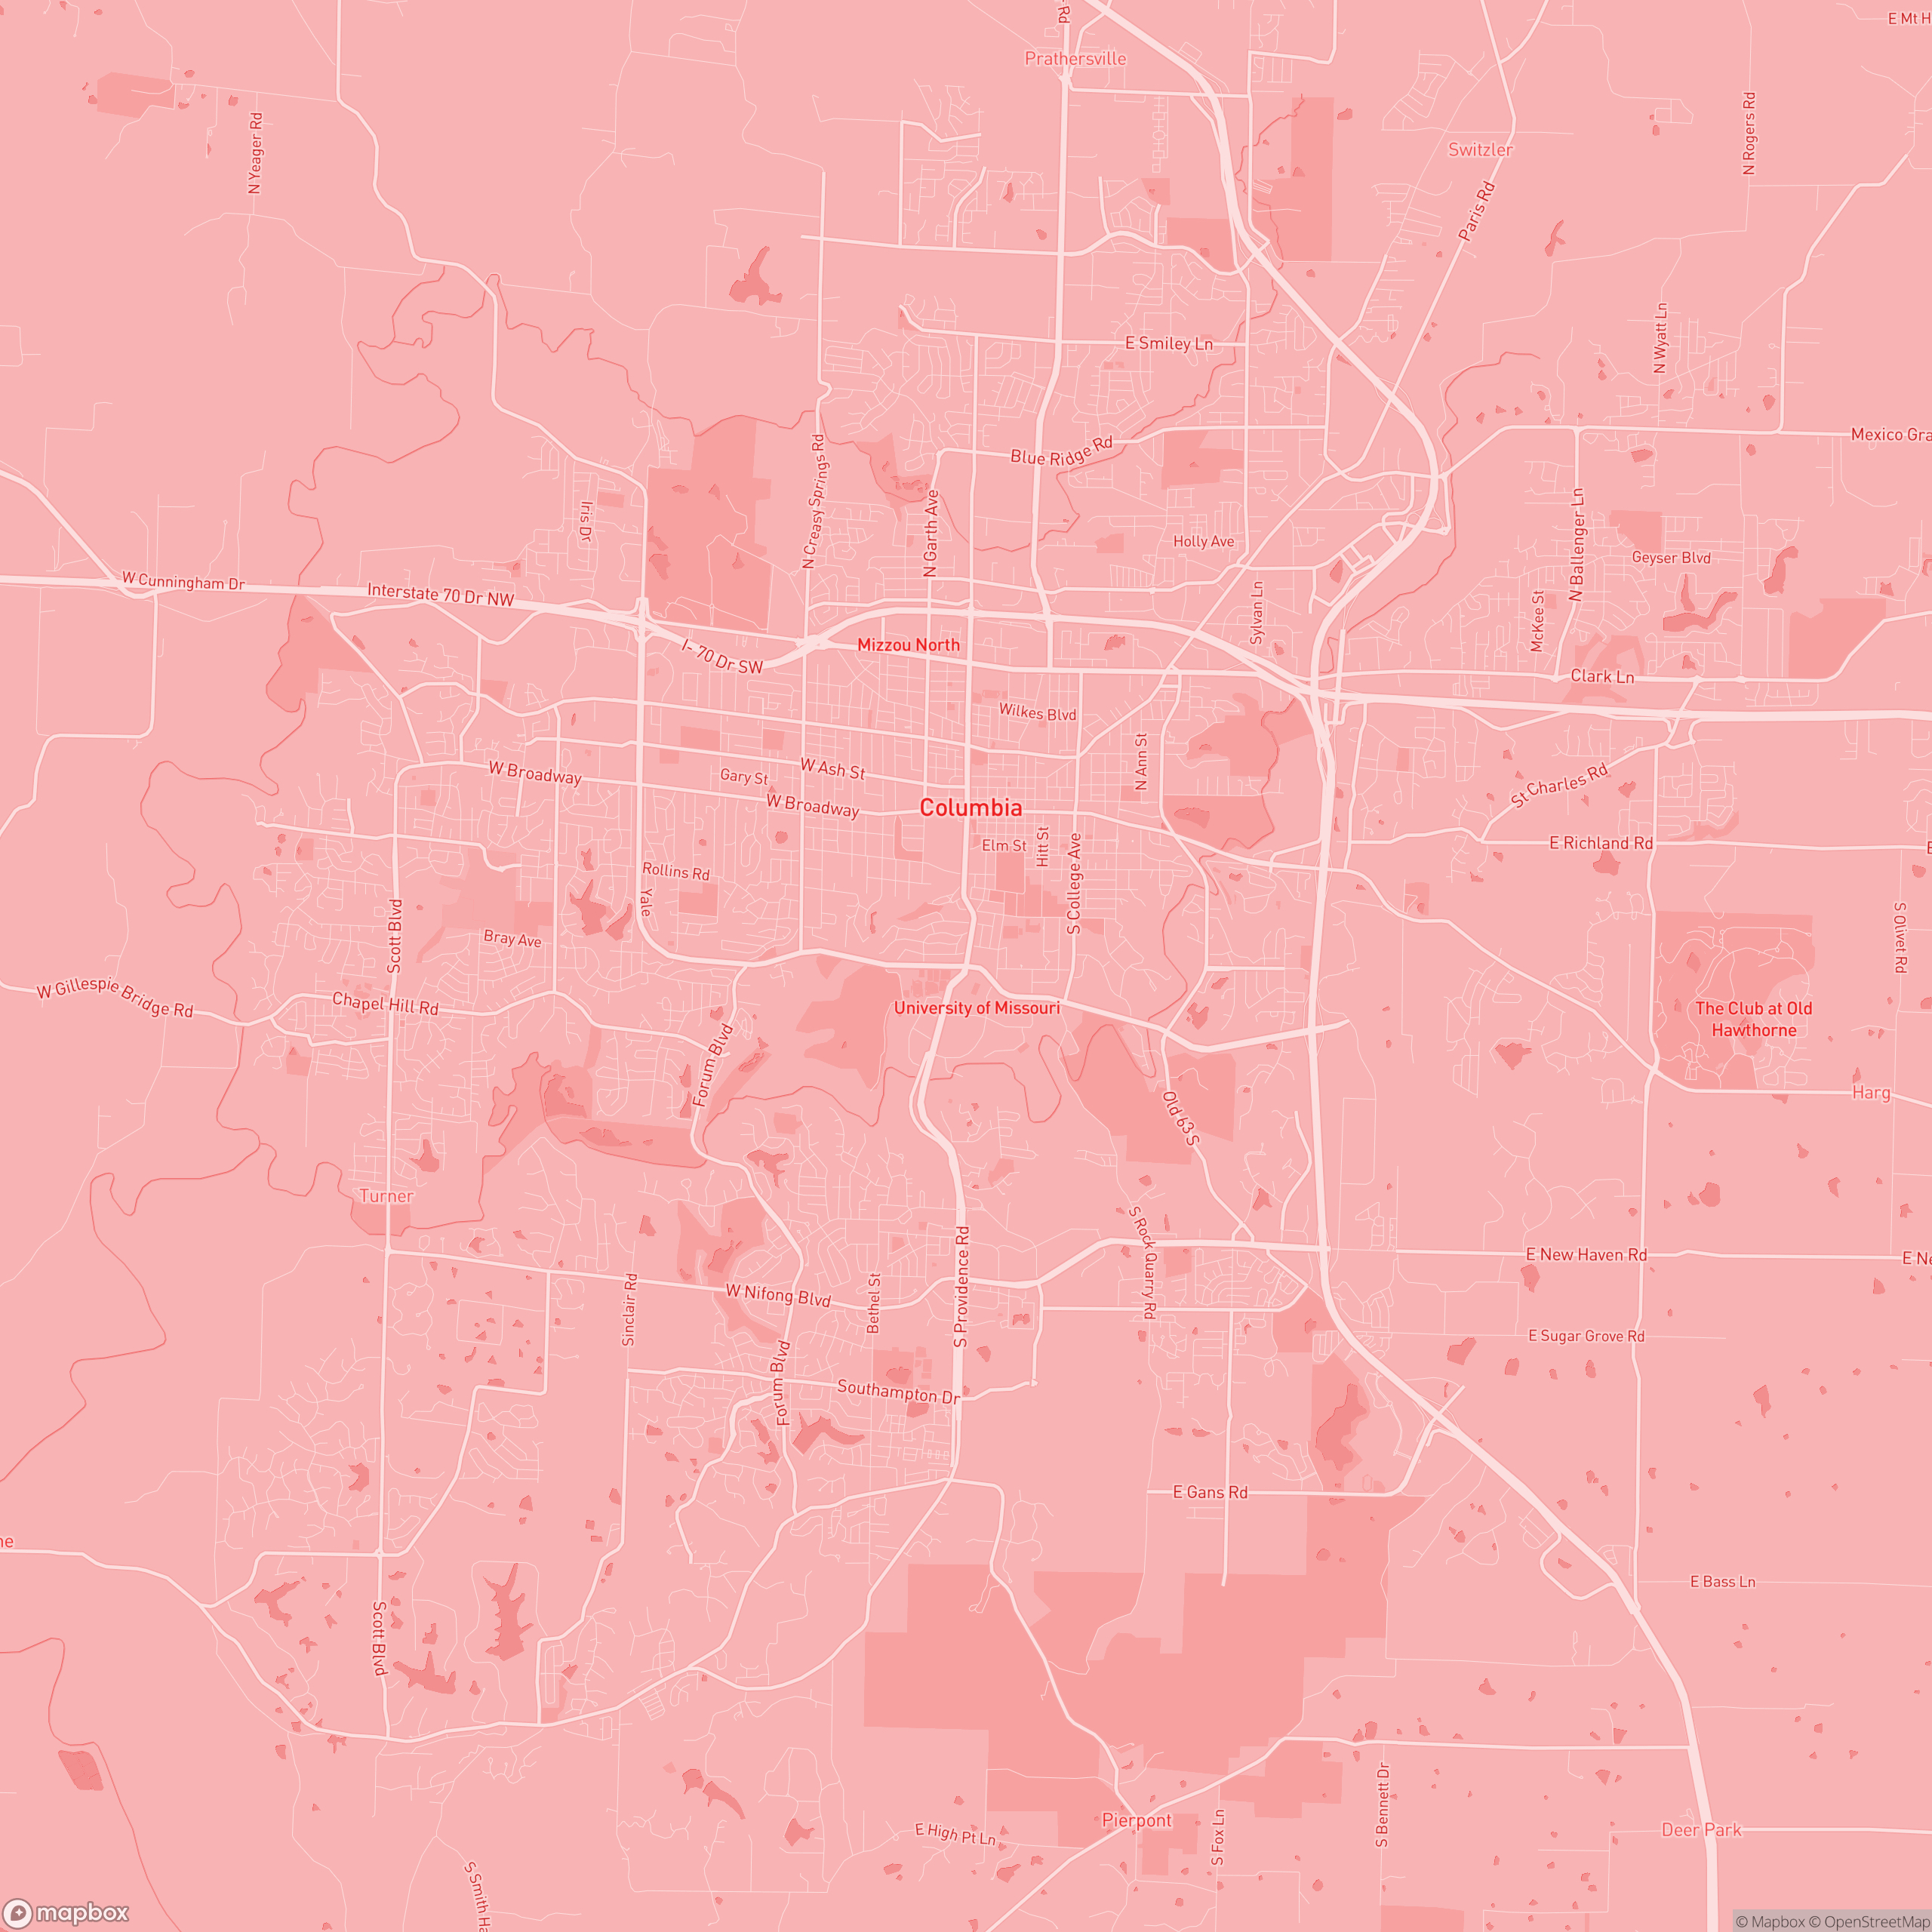 Rd
E Mt H
Prathersville
N Yeager Rd
N Rogers Rd
Switzler
Paris Rd
E Smiley Ln
N Wyatt Ln
Blue Ridge Rd
Mexico Gra
N Creasy Springs Rd
Iris Dr
N Garth Ave
Holly Ave
N Ballenger Ln
Geyser Blvd
W Cunningham Dr
Interstate 70 Dr NW
Sylvan Ln
McKee St
Mizzou North
I- 70 Dr SW
Clark Ln
Wilkes Blvd
N Ann St
W Broadway
Gary St
W Ash St
St Charles Rd
W Broadway
Columbia
Elm St
Hitt St
S College Ave
E Richland Rd
E
Rollins Rd
Yale
Scott Blvd
Bray Ave
S Olivet Rd
W Gillespie Bridge Rd
Chapel Hill Rd
University of Missouri
The Club at Old
Hawthorne
Forum Blvd
Old 63 S
Harg
Turner
S Rock Quarry Rd
E New Haven Rd
E Ne
S Providence Rd
Sinclair Rd
W Nifong Blvd
Bethel St
E Sugar Grove Rd
Forum Blvd
Southampton Dr
E Gans Rd
ne
E Bass Ln
Scott Blvd
Pierpont
S Fox Ln
S Bennett Dr
Deer Park
E High Pt Ln
S Smith Ha
mapbox
© Mapbox © OpenStreetMap